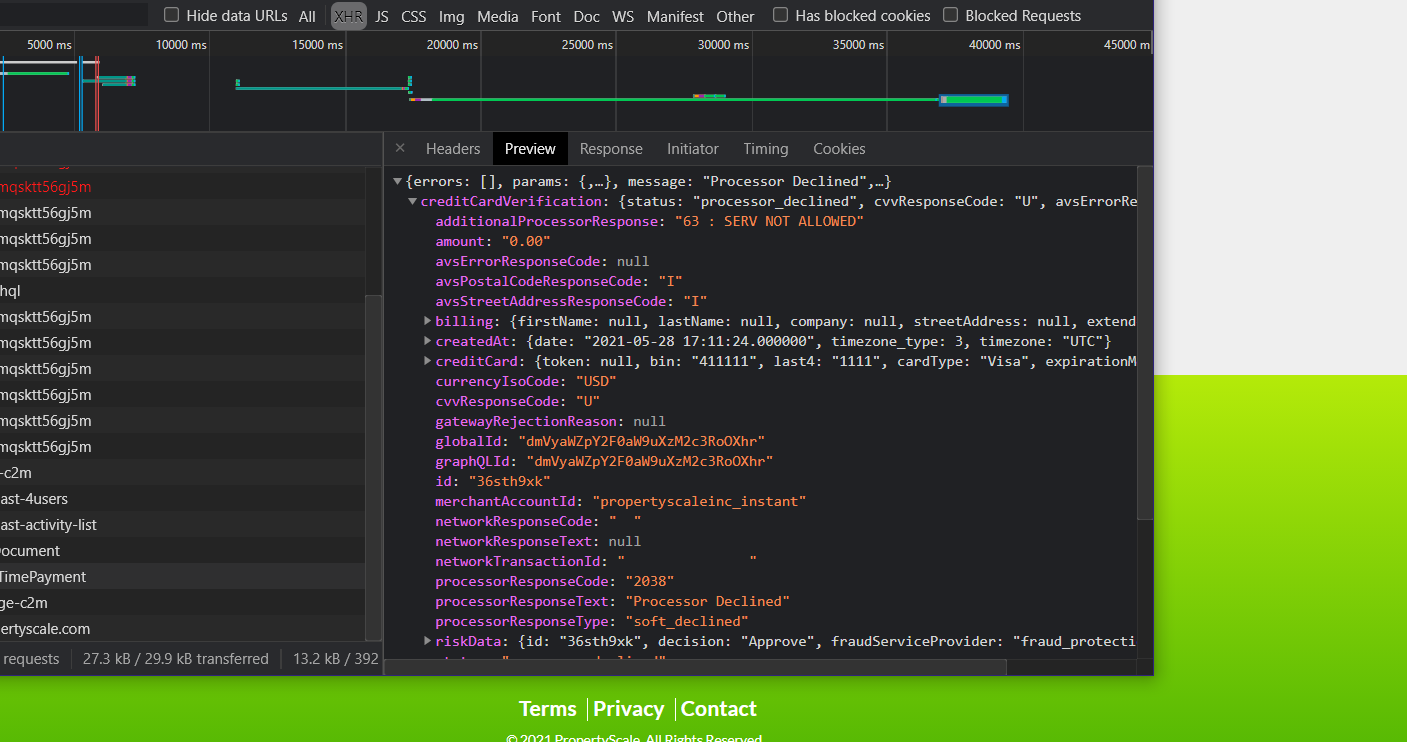 Hide data URLs All XHR JS CSS Img Media Font Doc WS Manifest Other Has blocked cookies Blocked Requests
5000 ms 10000 ms 15000 ms 20000 ms 25000 ms 30000 ms 35000 ms 40000 ms 45000 m
× Headers Preview Response Initiator Timing Cookies
mqsktt56gj5m
mqsktt56gj5m
mqsktt56gj5m
mqsktt56gj5m
hql
mqsktt56gj5m
mqsktt56gj5m
mqsktt56gj5m
mqsktt56gj5m
mqsktt56gj5m
mqsktt56gj5m
-c2m
ast-4users
ast-activity-list
ocument
TimePayment
ge-c2m
ertyscale.com
requests 27.3 kB / 29.9 kB transferred 13.2 kB / 392
{errors: [], params: {,…}, message: "Processor Declined",…}
creditCardVerification: {status: "processor_declined", cvvResponseCode: "U", avsErrorRe
additionalProcessorResponse: "63 : SERV NOT ALLOWED"
amount: "0.00"
avsErrorResponseCode: null
avsPostalCodeResponseCode: "I"
avsStreetAddressResponseCode: "I"
billing: {firstName: null, lastName: null, company: null, streetAddress: null, extend
createdAt: {date: "2021-05-28 17:11:24.000000", timezone_type: 3, timezone: "UTC"}
creditCard: {token: null, bin: "411111", last4: "1111", cardType: "Visa", expirationM
currencyIsoCode: "USD"
cvvResponseCode: "U"
gatewayRejectionReason: null
globalId: "dmVyaWZpY2F0aW9uXzM2c3RoOXhr"
graphQLId: "dmVyaWZpY2F0aW9uXzM2c3RoOXhr"
id: "36sth9xk"
merchantAccountId: "propertyscaleinc_instant"
networkResponseCode: "  "
networkResponseText: null
networkTransactionId: "               "
processorResponseCode: "2038"
processorResponseText: "Processor Declined"
processorResponseType: "soft_declined"
riskData: {id: "36sth9xk", decision: "Approve", fraudServiceProvider: "fraud_protecti
Terms Privacy Contact
© 2021 PropertyScale. All Rights Reserved